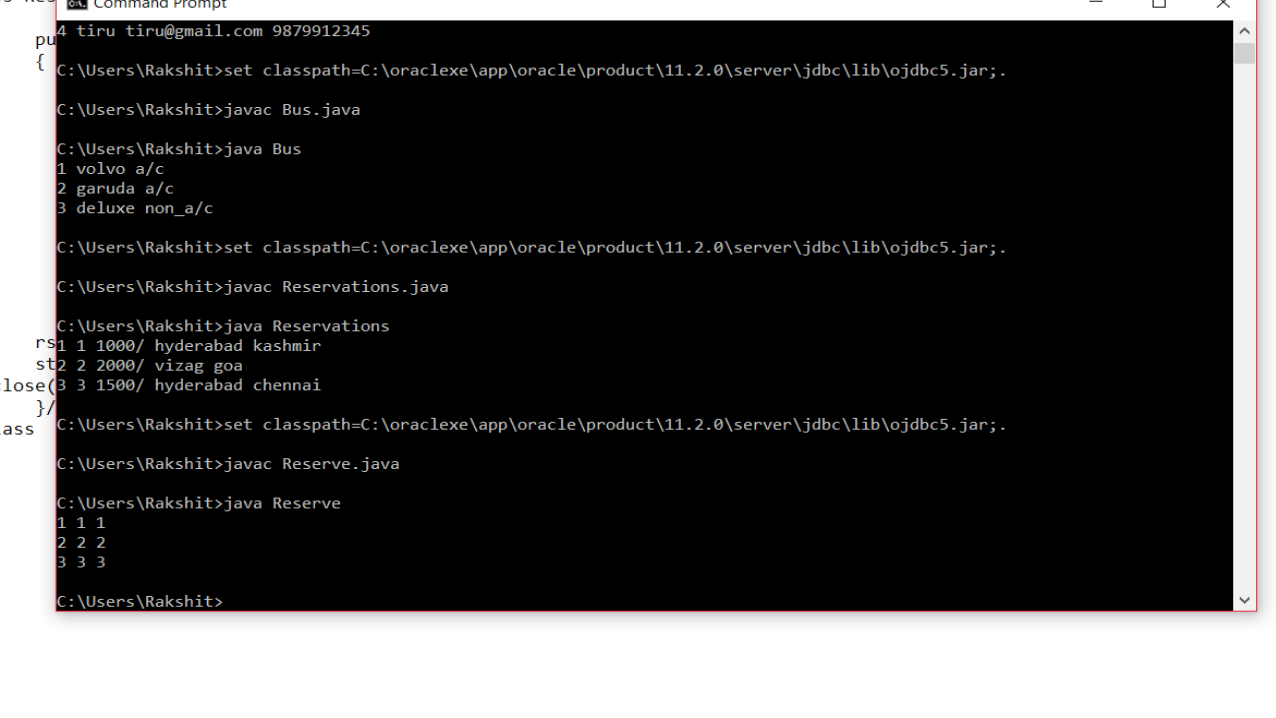 Command Prompt
4 tiru tiru@gmail.com 9879912345
pu
{
C:\Users\Rakshit>set classpath=C:\oraclexe\app\oracle\product\11.2.0\server\jdbc\lib\ojdbc5.jar;.
C:\Users\Rakshit>javac Bus.java
C:\Users\Rakshit>java Bus
1 volvo a/c
2 garuda a/c
3 deluxe non_a/c
C:\Users\Rakshit>set classpath=C:\oraclexe\app\oracle\product\11.2.0\server\jdbc\lib\ojdbc5.jar;.
C:\Users\Rakshit>javac Reservations.java
C:\Users\Rakshit>java Reservations
rs
1 1 1000/ hyderabad kashmir
st
2 2 2000/ vizag goa
lose(
3 3 1500/ hyderabad chennai
}/
ass
C:\Users\Rakshit>set classpath=C:\oraclexe\app\oracle\product\11.2.0\server\jdbc\lib\ojdbc5.jar;.
C:\Users\Rakshit>javac Reserve.java
C:\Users\Rakshit>java Reserve
1 1 1
2 2 2
3 3 3
C:\Users\Rakshit>